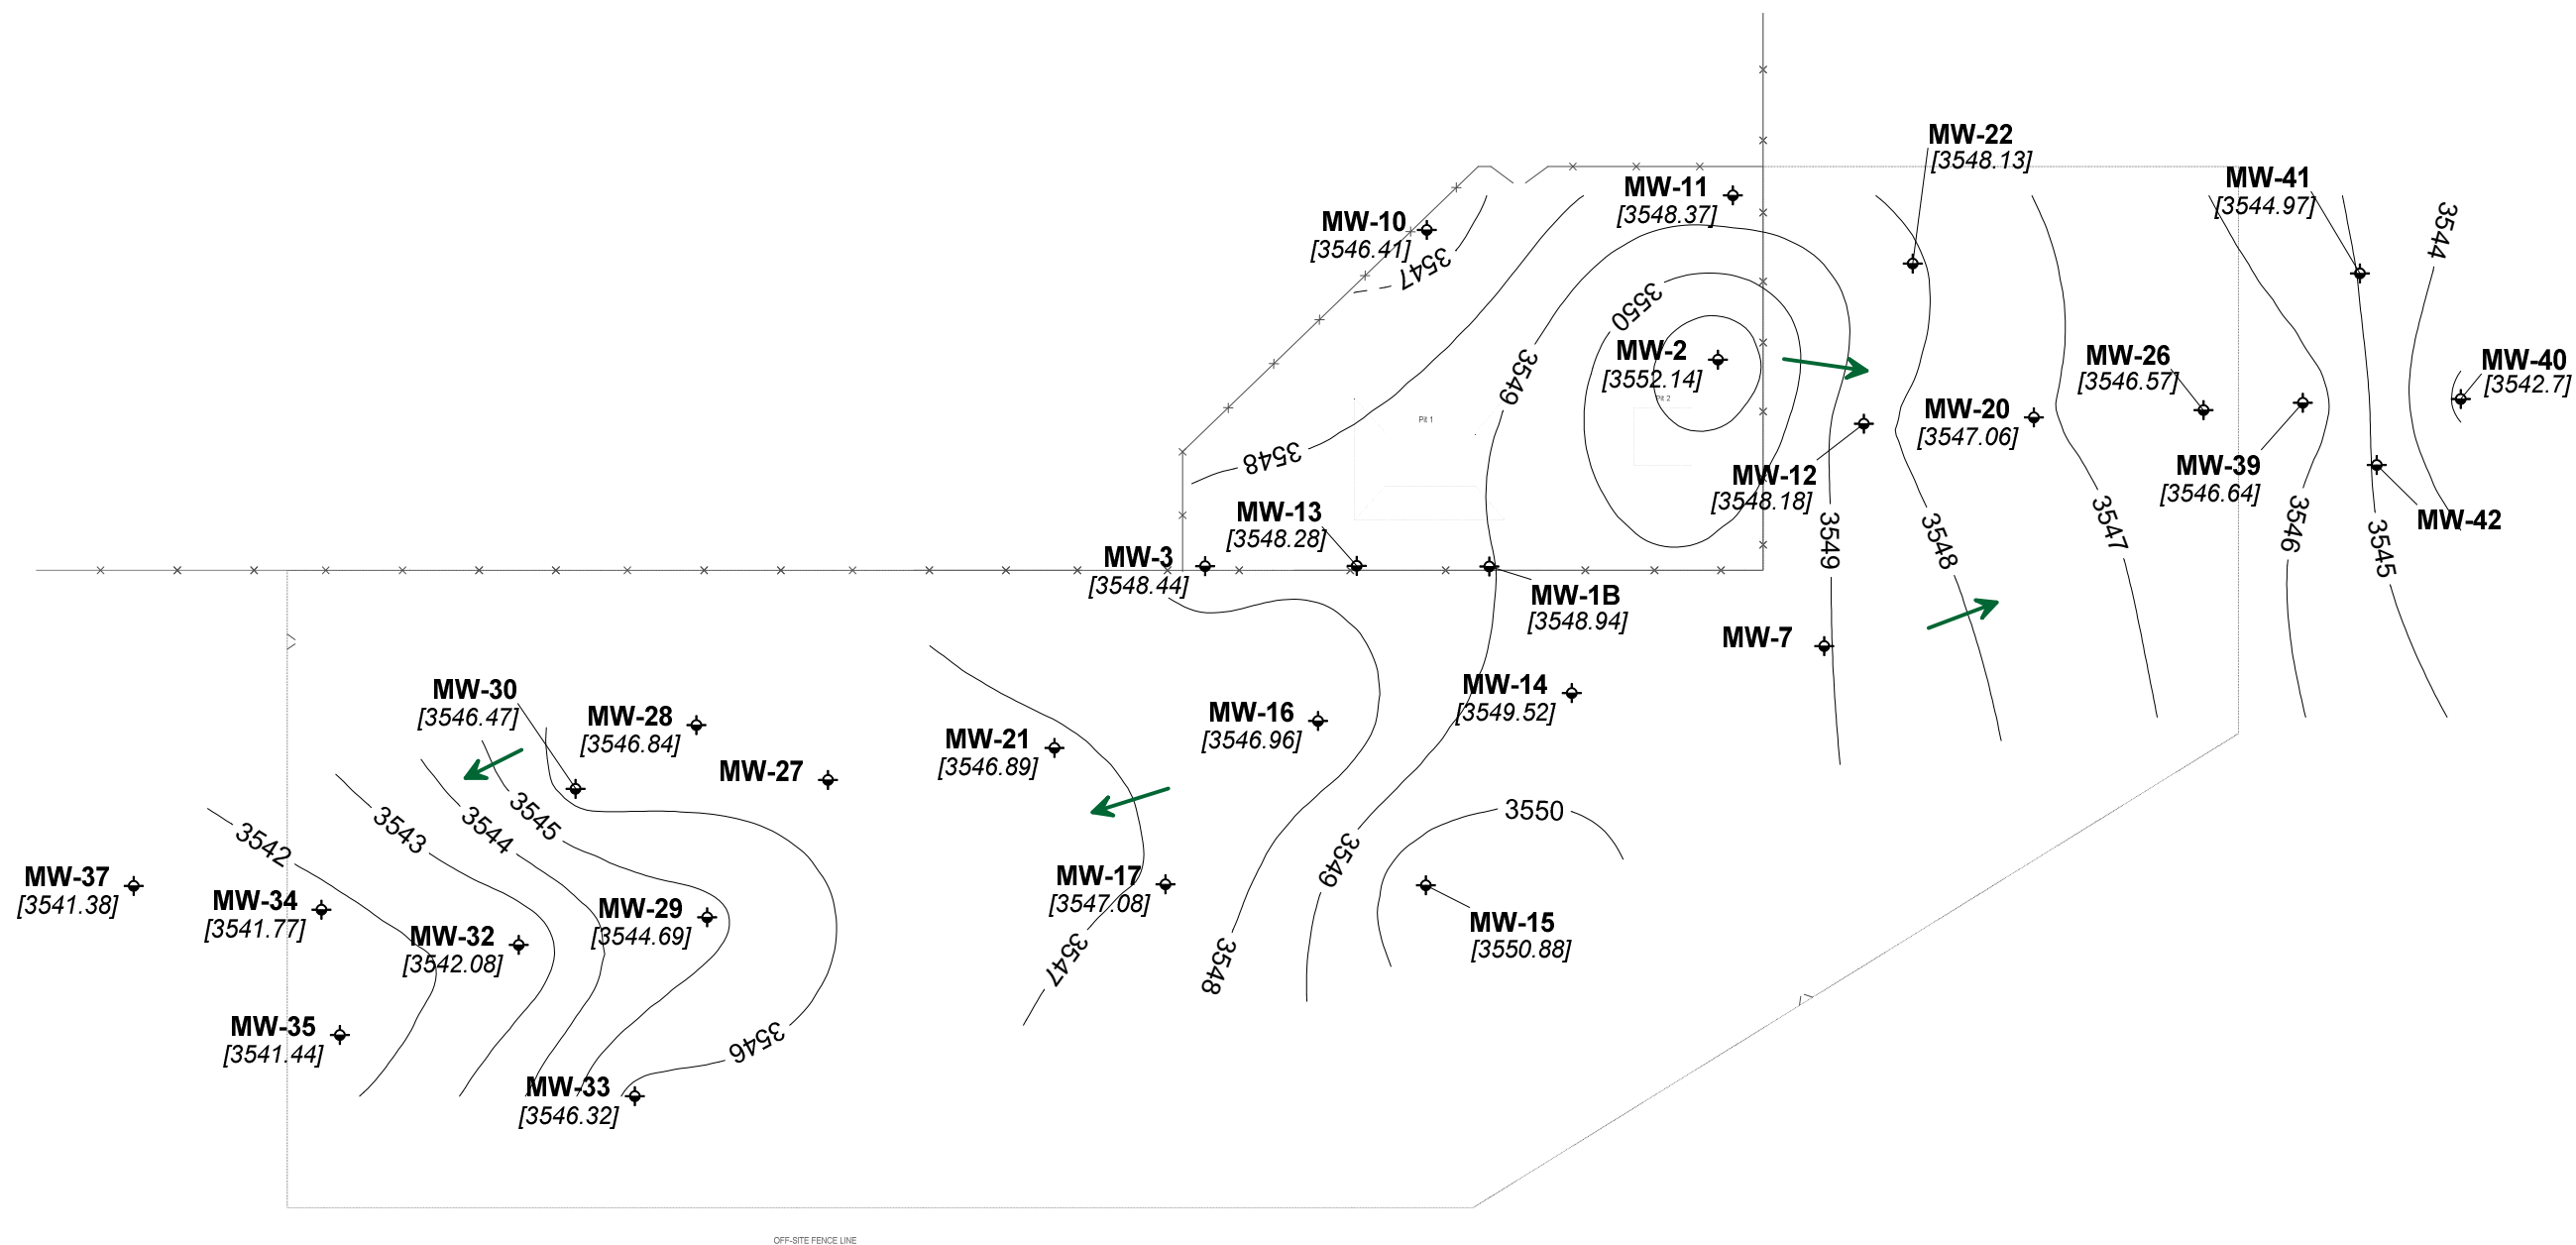 MW-22
[3548.13]
MW-41
[3544.97]
MW-11
[3548.37]
MW-10
[3546.41]
3547
3544
3550
MW-2
[3552.14]
3549
MW-26
[3546.57]
MW-40
[3542.7]
Pit 2
Pit 1
MW-20
[3547.06]
3548
MW-12
[3548.18]
MW-39
[3546.64]
MW-13
[3548.28]
MW-42
3549
3548
3547
3546
3545
MW-3
[3548.44]
MW-1B
[3548.94]
MW-7
MW-30
[3546.47]
MW-28
[3546.84]
MW-27
MW-21
[3546.89]
MW-16
[3546.96]
MW-14
[3549.52]
3550
3545
3544
3543
3542
3549
MW-37
[3541.38]
MW-34
[3541.77]
MW-29
[3544.69]
MW-17
[3547.08]
MW-15
[3550.88]
MW-32
[3542.08]
3547
3548
MW-35
[3541.44]
3546
MW-33
[3546.32]
OFF-SITE FENCE LINE